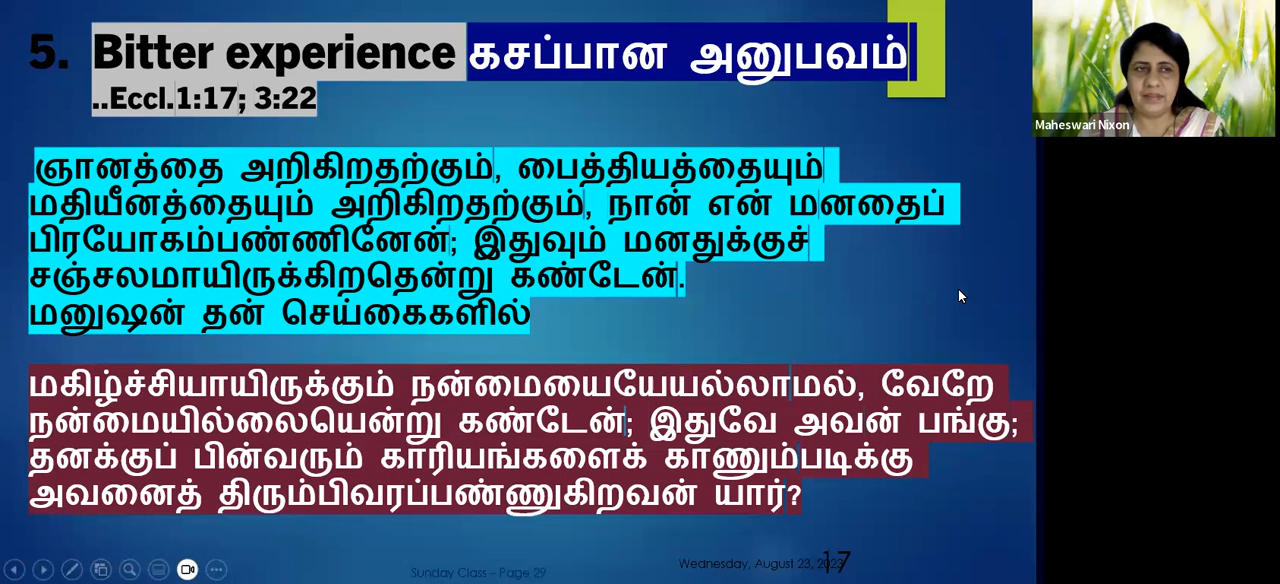 5. Bitter experience கசப்பான அனுபவம்
..Eccl.1:17; 3:22
Maheswari Nixon
ஞானத்தை அறிகிறதற்கும், பைத்தியத்தையும்
மதியீனத்தையும் அறிகிறதற்கும், நான் என் மனதைப்
பிரயோகம்பண்ணினேன்; இதுவும் மனதுக்குச்
சஞ்சலமாயிருக்கிறதென்று கண்டேன்.
மனுஷன் தன் செய்கைகளில்
மகிழ்ச்சியாயிருக்கும் நன்மையையேயல்லாமல், வேறே
நன்மையில்லையென்று கண்டேன்; இதுவே அவன் பங்கு;
தனக்குப் பின்வரும் காரியங்களைக் காணும்படிக்கு
அவனைத் திரும்பிவரப்பண்ணுகிறவன் யார்?
Sunday Class – Page 29
Wednesday, August 23, 2023
17